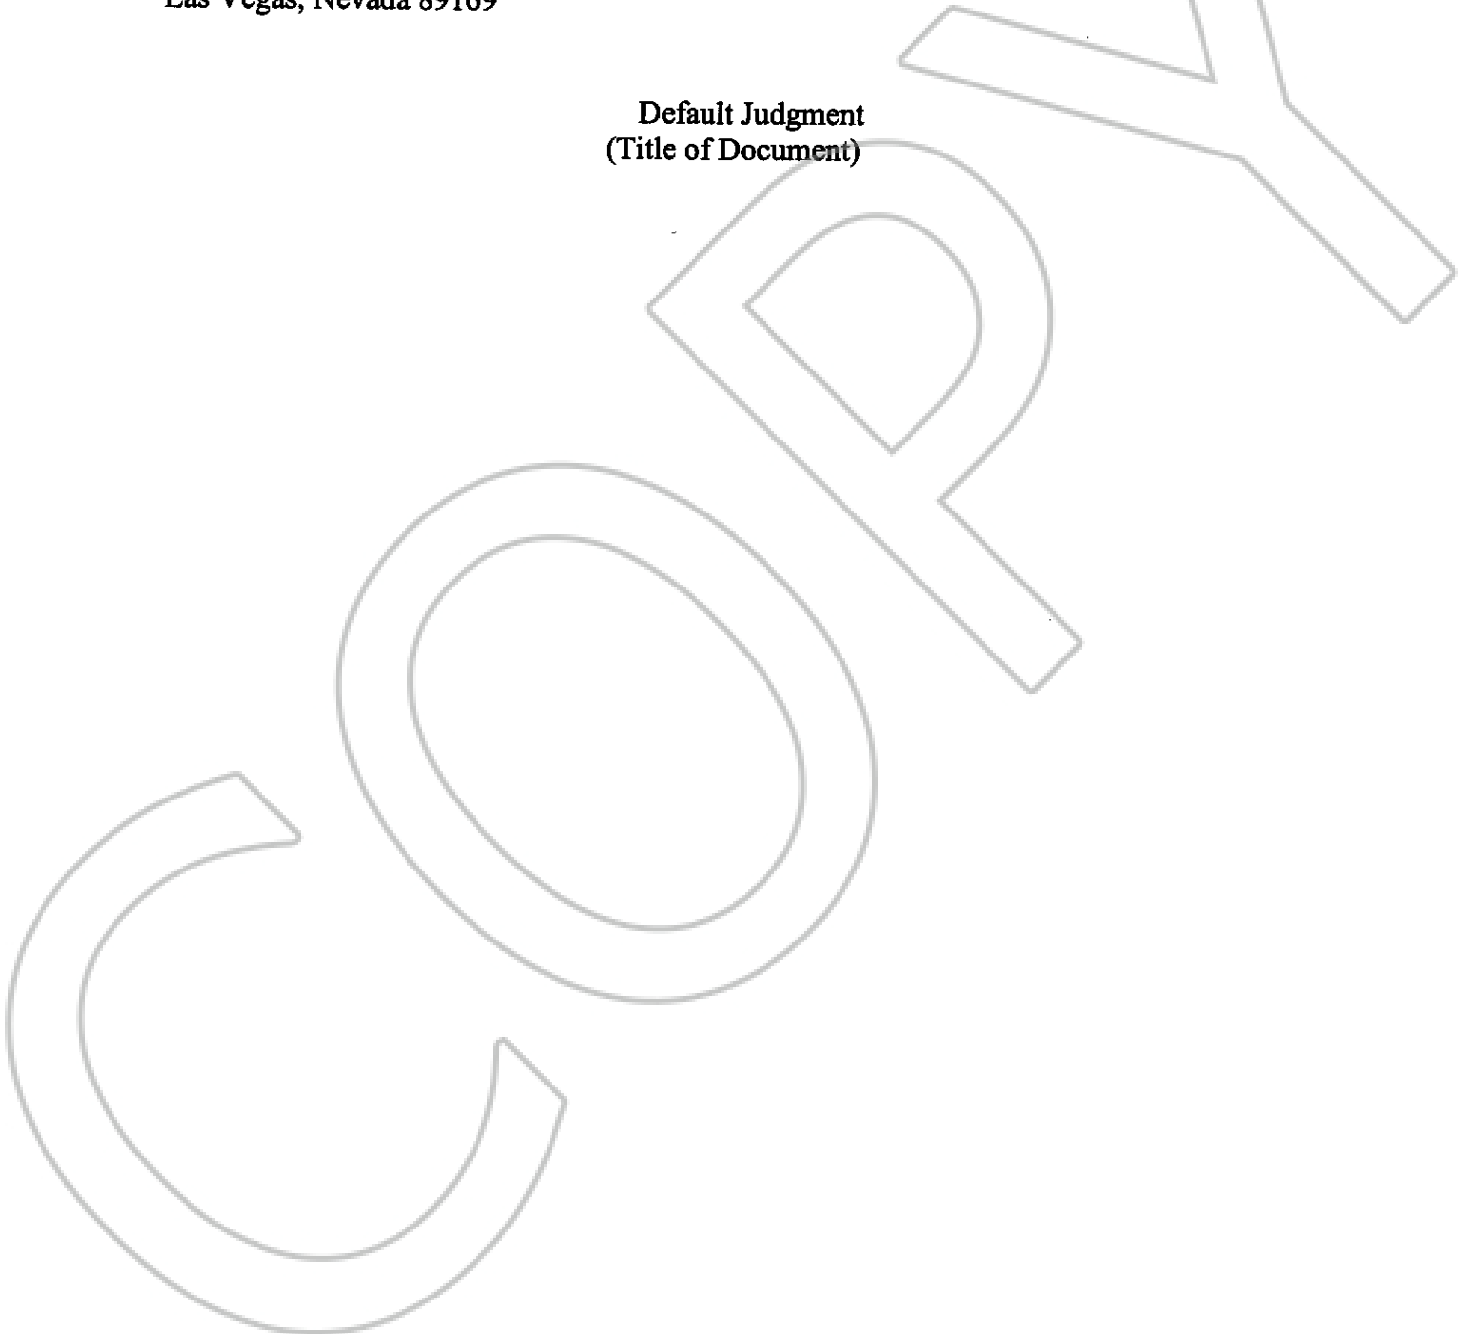 Las Vegas, Nevada 89169
Default Judgment
(Title of Document)
COPY